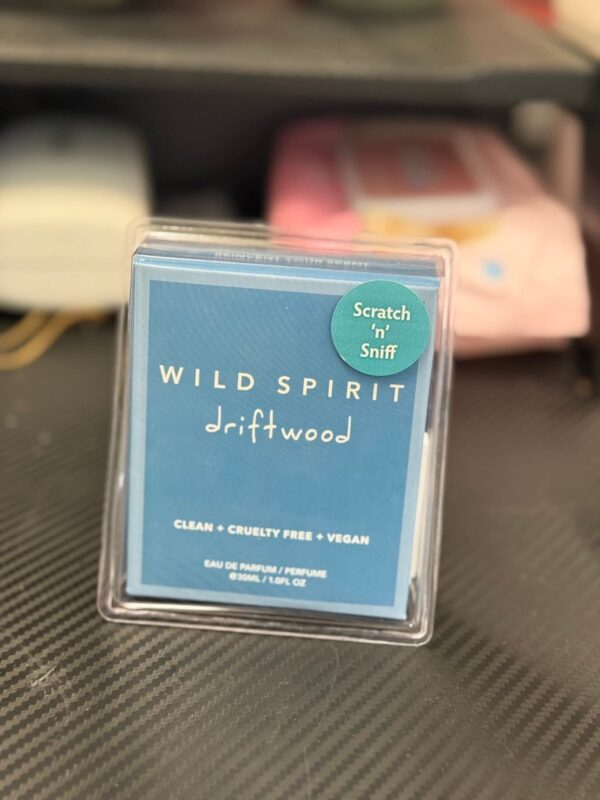 Scratch
'n'
Sniff
WILD SPIRIT
driftwood
CLEAN + CRUELTY FREE + VEGAN
EAU DE PARFUM / PERFUME
℮30ML / 1.0FL OZ